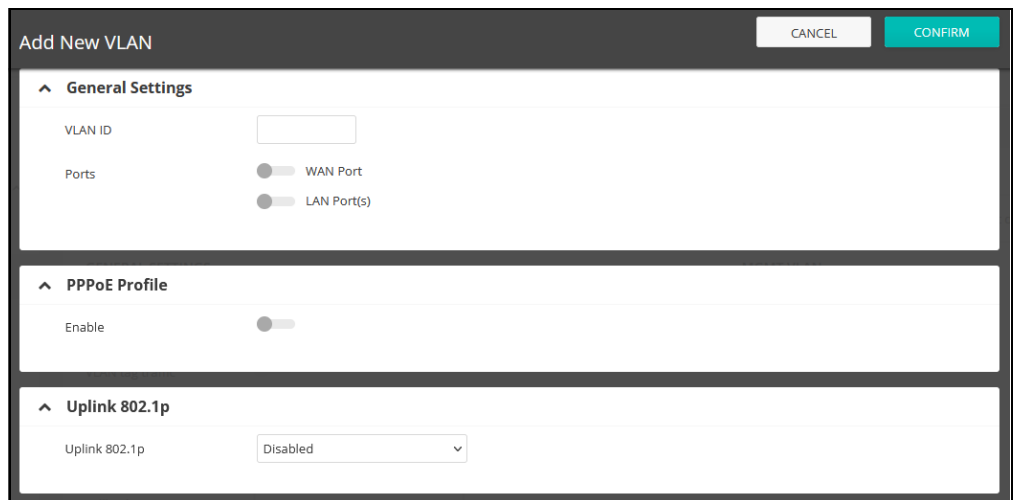 Add New VLAN
CANCEL
CONFIRM
General Settings
VLAN ID
Ports
WAN Port
LAN Port(s)
PPPoE Profile
Enable
Uplink 802.1p
Uplink 802.1p
Disabled